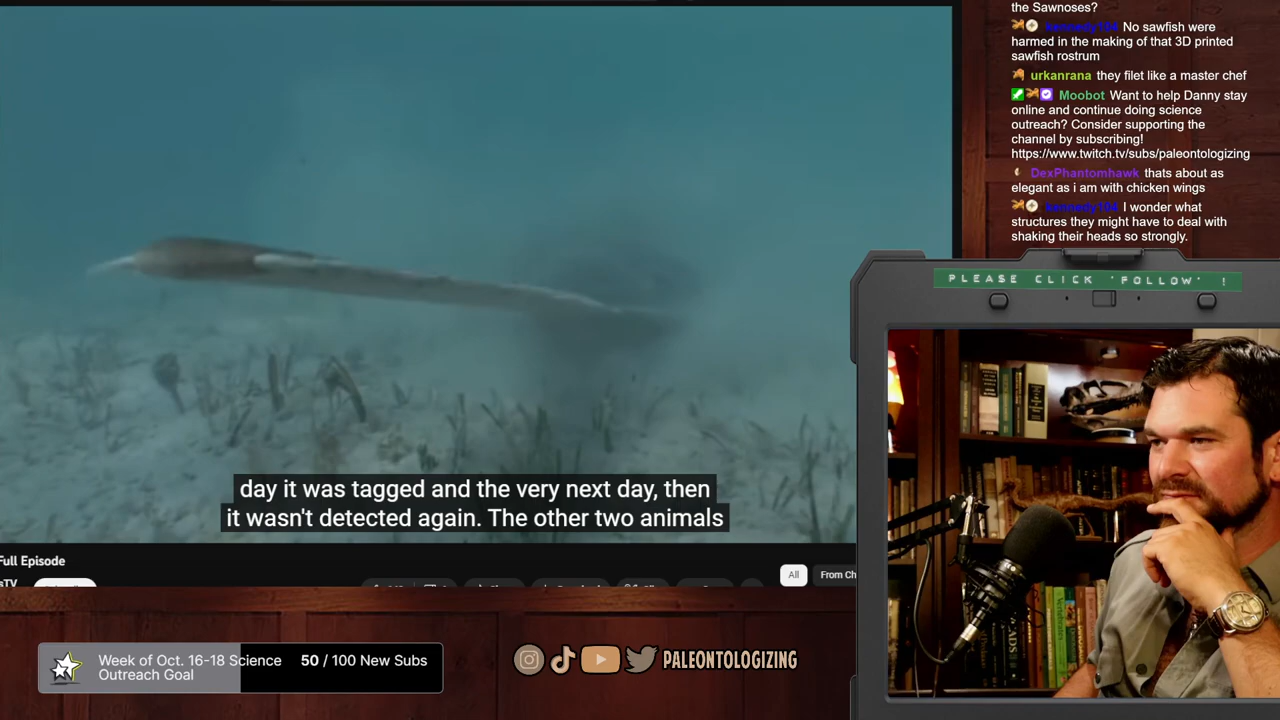 the Sawnoses?
kennedy104 No sawfish were
harmed in the making of that 3D printed
sawfish rostrum
urkanrana they filet like a master chef
Moobot Want to help Danny stay
online and continue doing science
outreach? Consider supporting the
channel by subscribing!
https://www.twitch.tv/subs/paleontologizing
DexPhantomhawk thats about as
elegant as i am with chicken wings
kennedy104 I wonder what
structures they might have to deal with
shaking their heads so strongly.
PLEASE CLICK 'FOLLOW' !
day it was tagged and the very next day, then
it wasn't detected again. The other two animals
Full Episode
sTV
All
From Ch
Week of Oct. 16-18 Science
Outreach Goal
50 / 100 New Subs
PALEONTOLOGIZING